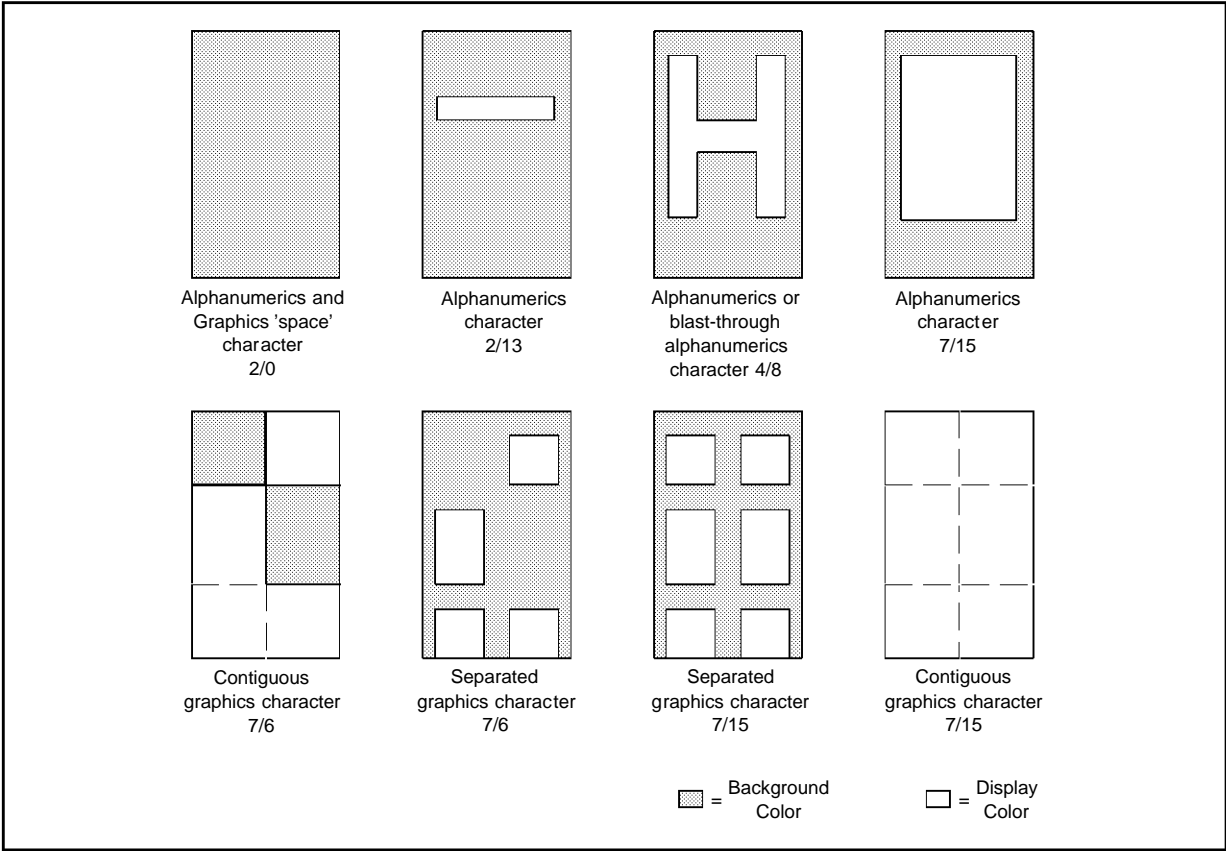 Alphanumerics and
Graphics 'space'
character
2/0
Alphanumerics
character
2/13
Alphanumerics or
blast-through
alphanumerics
character 4/8
Alphanumerics
character
7/15
Contiguous
graphics character
7/6
Separated
graphics character
7/6
Separated
graphics character
7/15
Contiguous
graphics character
7/15
= Background
Color
= Display
Color